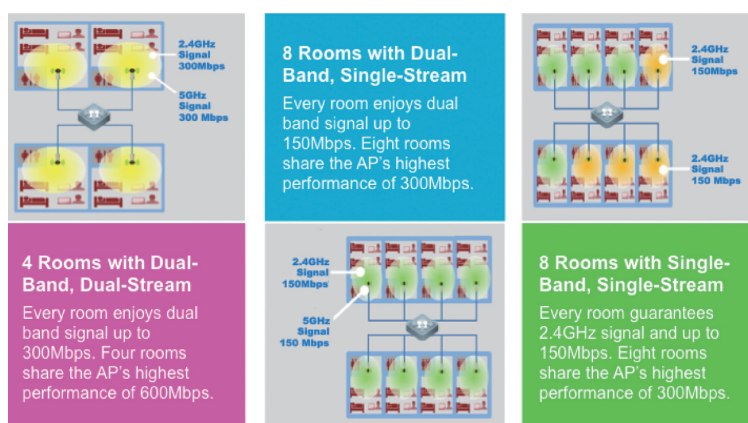 2.4GHz
Signal
300Mbps
5GHz
Signal
300 Mbps
8 Rooms with Dual-
Band, Single-Stream
Every room enjoys dual
band signal up to
150Mbps. Eight rooms
share the AP's highest
performance of 300Mbps.
2.4GHz
Signal
150Mbps
2.4GHz
Signal
150 Mbps
4 Rooms with Dual-
Band, Dual-Stream
Every room enjoys dual
band signal up to
300Mbps. Four rooms
share the AP's highest
performance of 600Mbps.
2.4GHz
Signal
150Mbps
5GHz
Signal
150 Mbps
8 Rooms with Single-
Band, Single-Stream
Every room guarantees
2.4GHz signal and up to
150Mbps. Eight rooms
share the AP's highest
performance of 300Mbps.